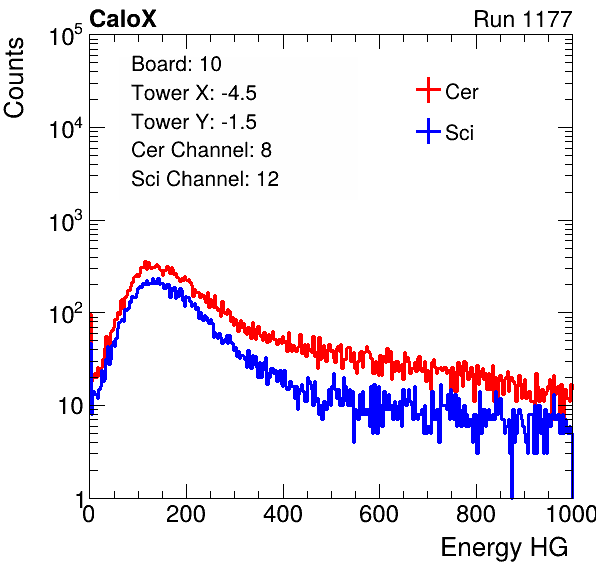 CaloX Run 1177
Counts
Board: 10
Tower X: -4.5
Tower Y: -1.5
Cer Channel: 8
Sci Channel: 12
Cer
Sci
10^5
10^4
10^3
10^2
10
1
0 200 400 600 800 1000
Energy HG